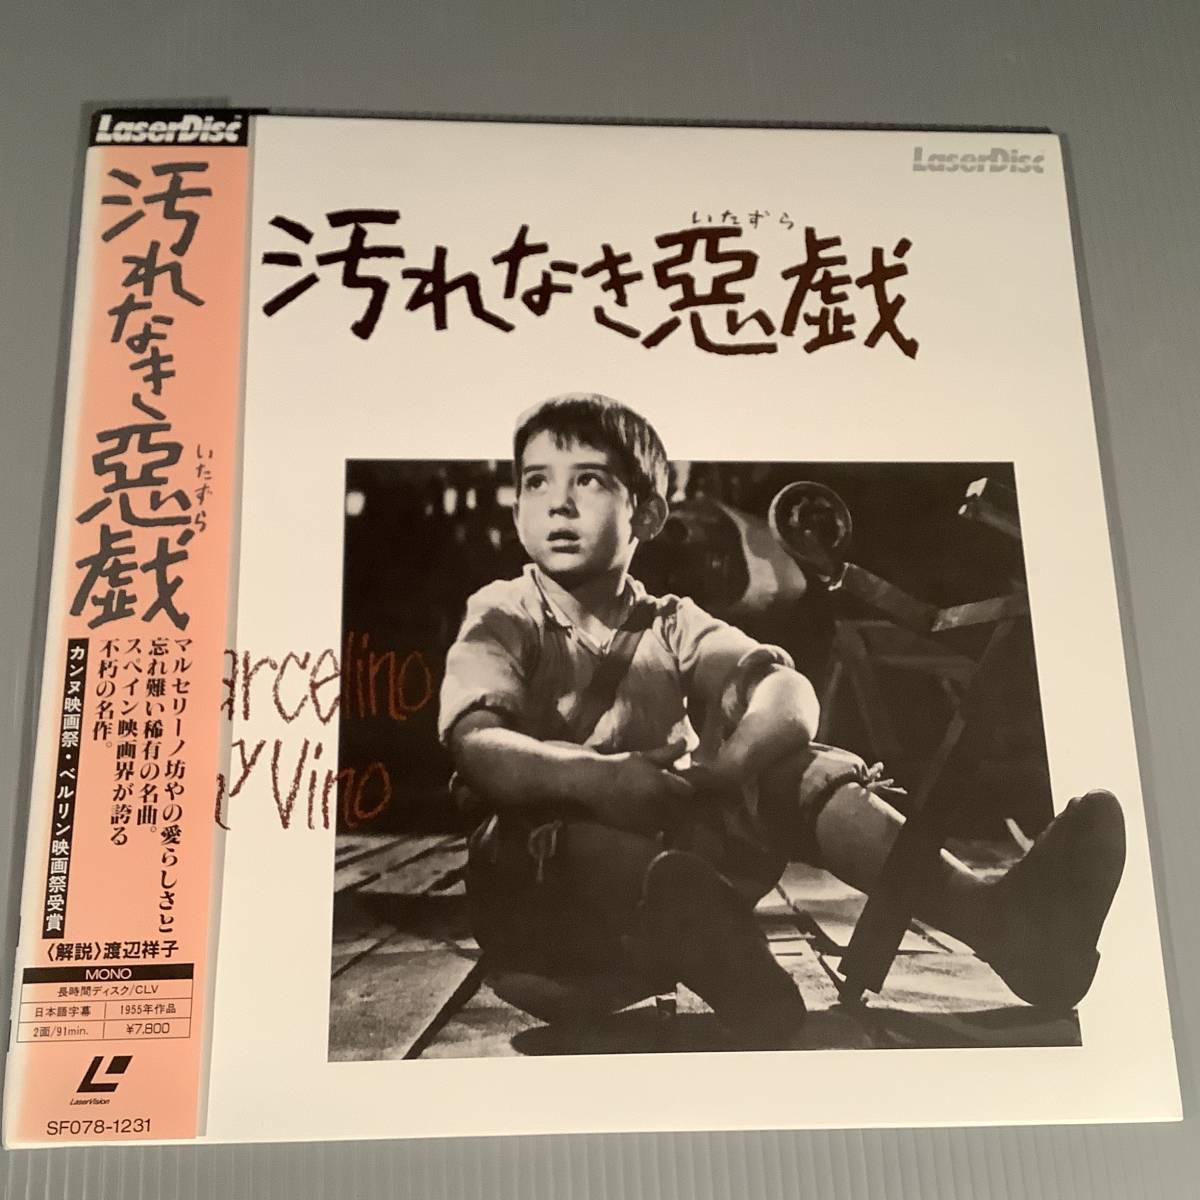 LaserDisc
汚れなき惡戯
いたずら
マルセリーノ坊やの愛らしさと
忘れ難い稀有の名曲。
スペイン映画界が誇る
不朽の名作。
カンヌ映画祭・ベルリン映画祭受賞
〈解説〉渡辺祥子
MONO
長時間ディスク/CLV
日本語字幕 1955年作品
2面/91min. ¥7,800
LaserVision
SF078-1231
LaserDisc
いたずら
汚れなき惡戯
arcelino
y Vino